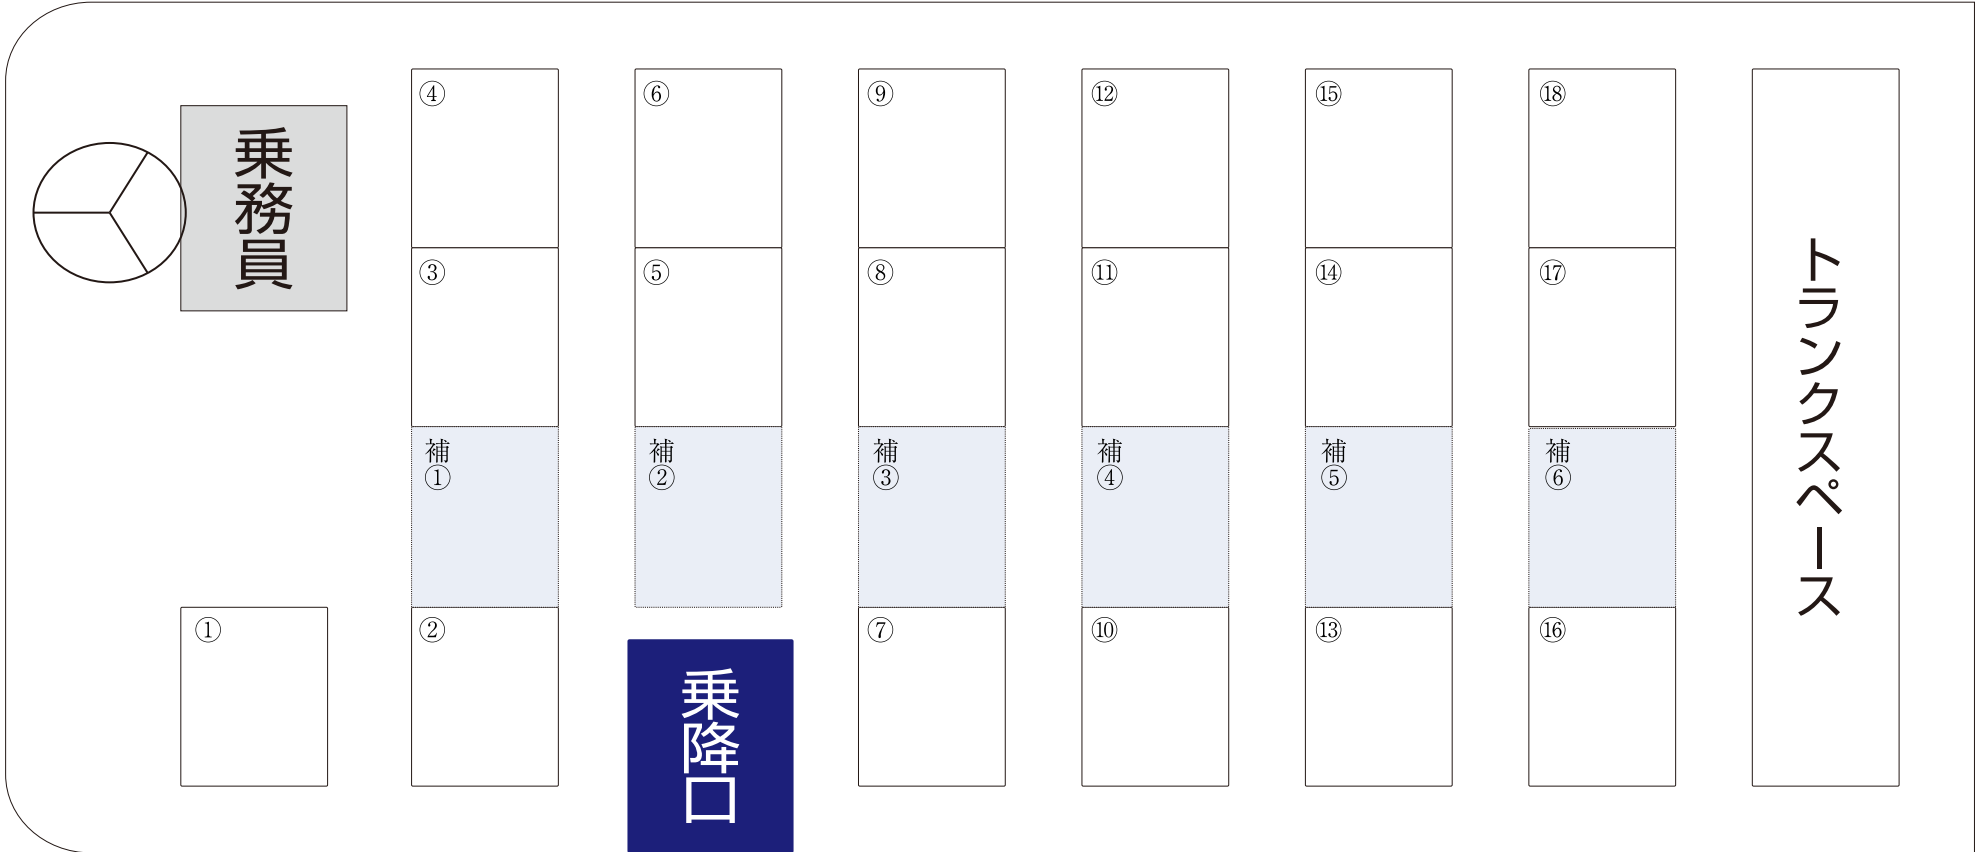 ④
⑥
⑨
⑫
⑮
⑱
乗務員
③
⑤
⑧
⑪
⑭
⑰
トランクスペース
補
①
補
②
補
③
補
④
補
⑤
補
⑥
①
②
⑦
⑩
⑬
⑯
乗降口